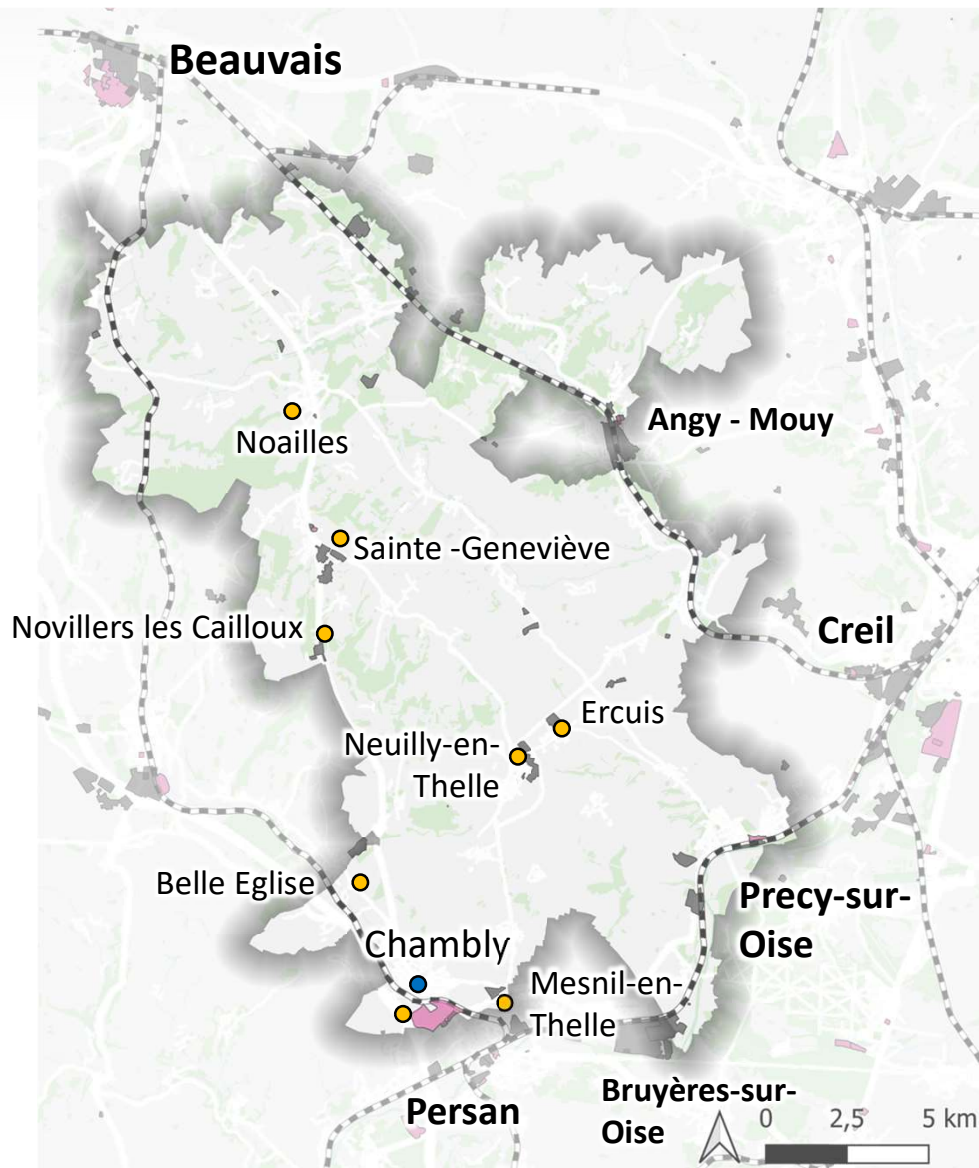 Beauvais
Angy - Mouy
Noailles
Sainte -Geneviève
Novillers les Cailloux
Creil
Ercuis
Neuilly-en-
Thelle
Belle Eglise
Precy-sur-
Oise
Chambly
Mesnil-en-
Thelle
Persan
Bruyères-sur-
Oise
0 2,5 5 km